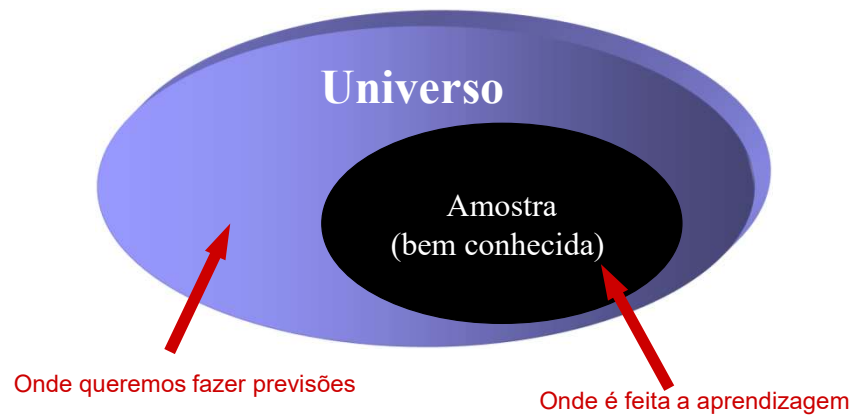 Universo
Amostra
(bem conhecida)
Onde queremos fazer previsões
Onde é feita a aprendizagem